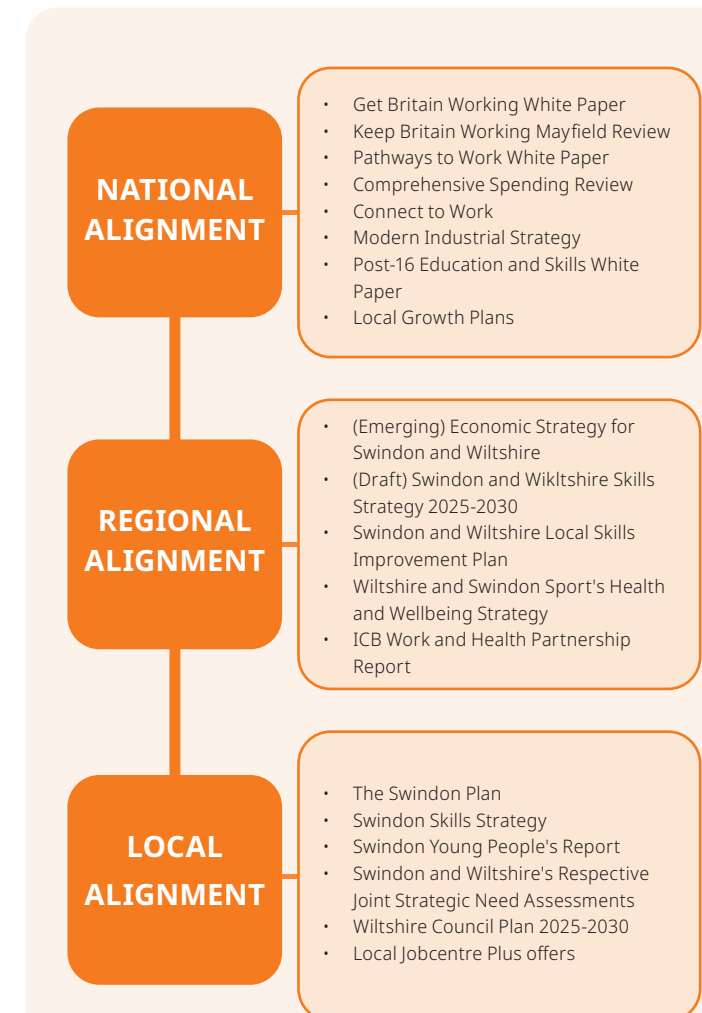 NATIONAL
ALIGNMENT
• Get Britain Working White Paper
• Keep Britain Working Mayfield Review
• Pathways to Work White Paper
• Comprehensive Spending Review
• Connect to Work
• Modern Industrial Strategy
• Post-16 Education and Skills White
Paper
• Local Growth Plans
REGIONAL
ALIGNMENT
• (Emerging) Economic Strategy for
Swindon and Wiltshire
• (Draft) Swindon and Wikltshire Skills
Strategy 2025-2030
• Swindon and Wiltshire Local Skills
Improvement Plan
• Wiltshire and Swindon Sport's Health
and Wellbeing Strategy
• ICB Work and Health Partnership
Report
LOCAL
ALIGNMENT
• The Swindon Plan
• Swindon Skills Strategy
• Swindon Young People's Report
• Swindon and Wiltshire's Respective
Joint Strategic Need Assessments
• Wiltshire Council Plan 2025-2030
• Local Jobcentre Plus offers